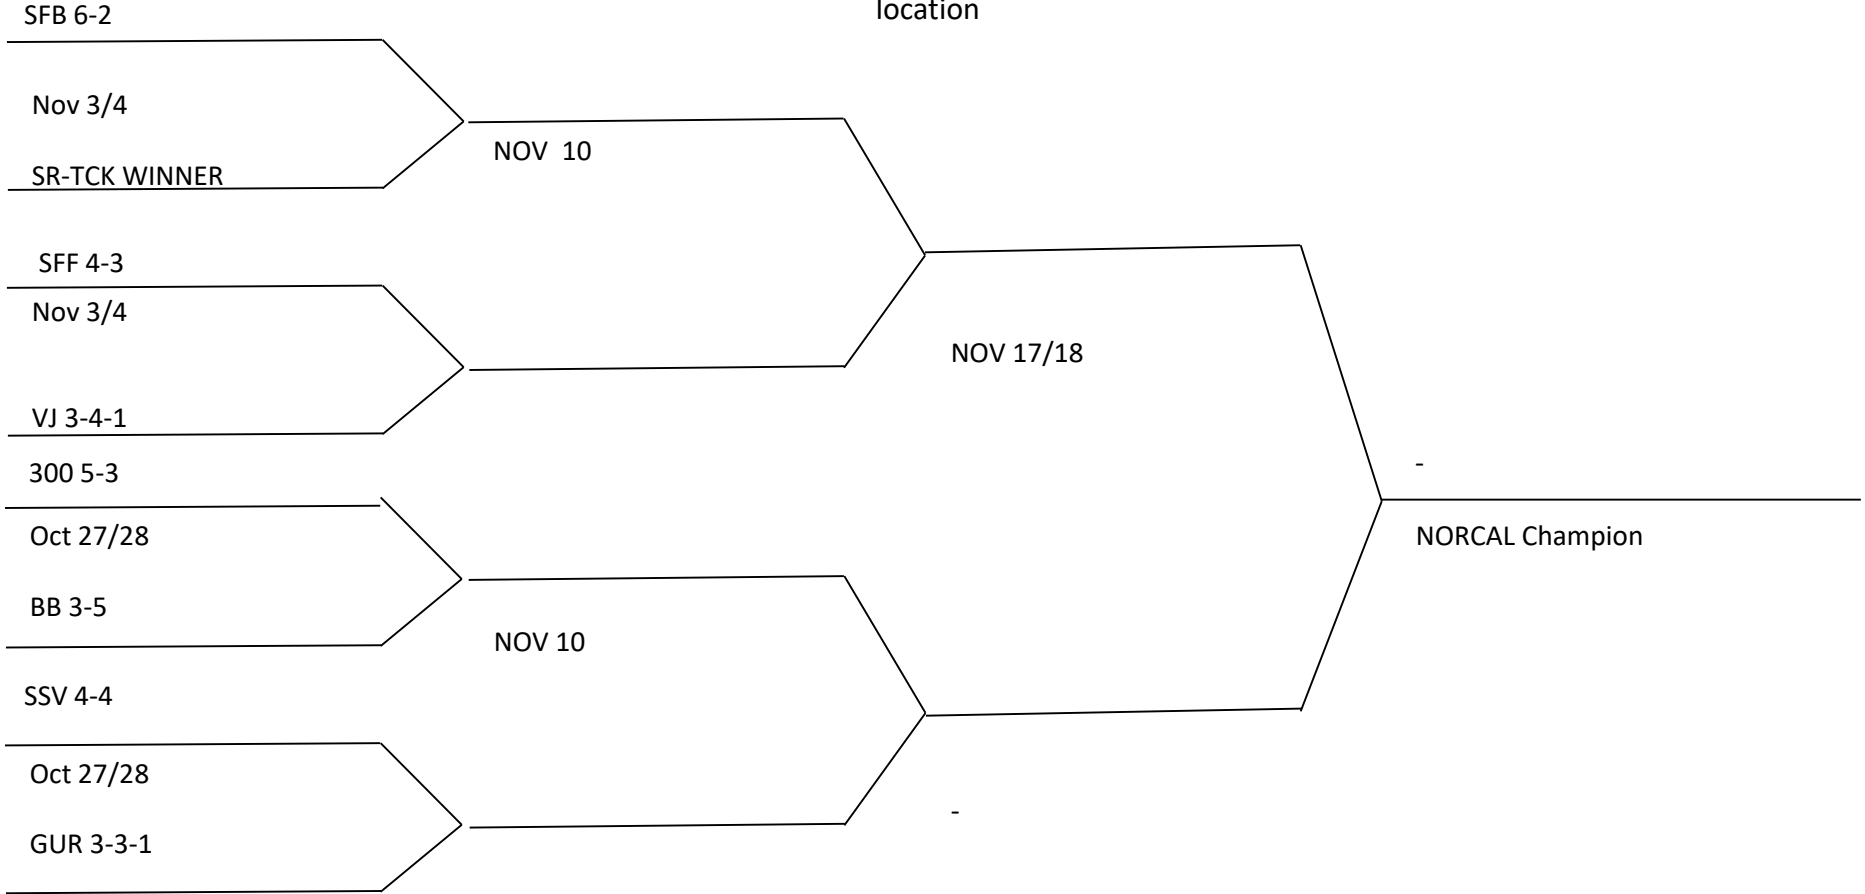 location
SFB 6-2
Nov 3/4
SR-TCK WINNER
NOV  10
SFF 4-3
Nov 3/4
VJ 3-4-1
NOV 17/18
300 5-3
Oct 27/28
BB 3-5
NOV 10
SSV 4-4
Oct 27/28
GUR 3-3-1
-
-
NORCAL Champion